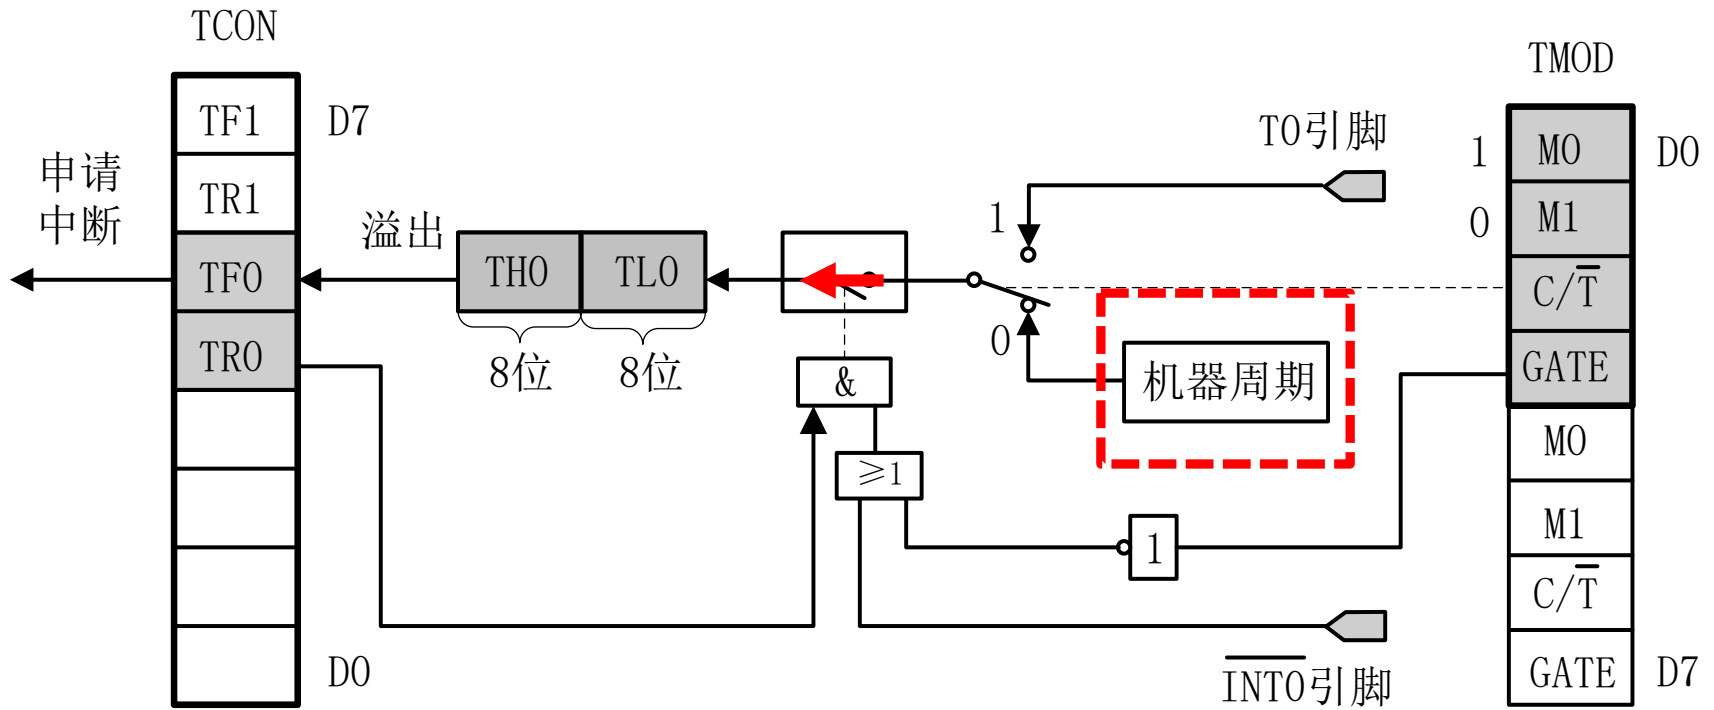 TCON
TMOD
TF1
D7
TR1
TF0
TR0
D0
申请
中断
溢出
TH0
TL0
8位
8位
&
≥1
1
1
0
T0引脚
机器周期
INT0引脚
1
0
M0
D0
M1
C/T
GATE
M0
M1
C/T
GATE
D7